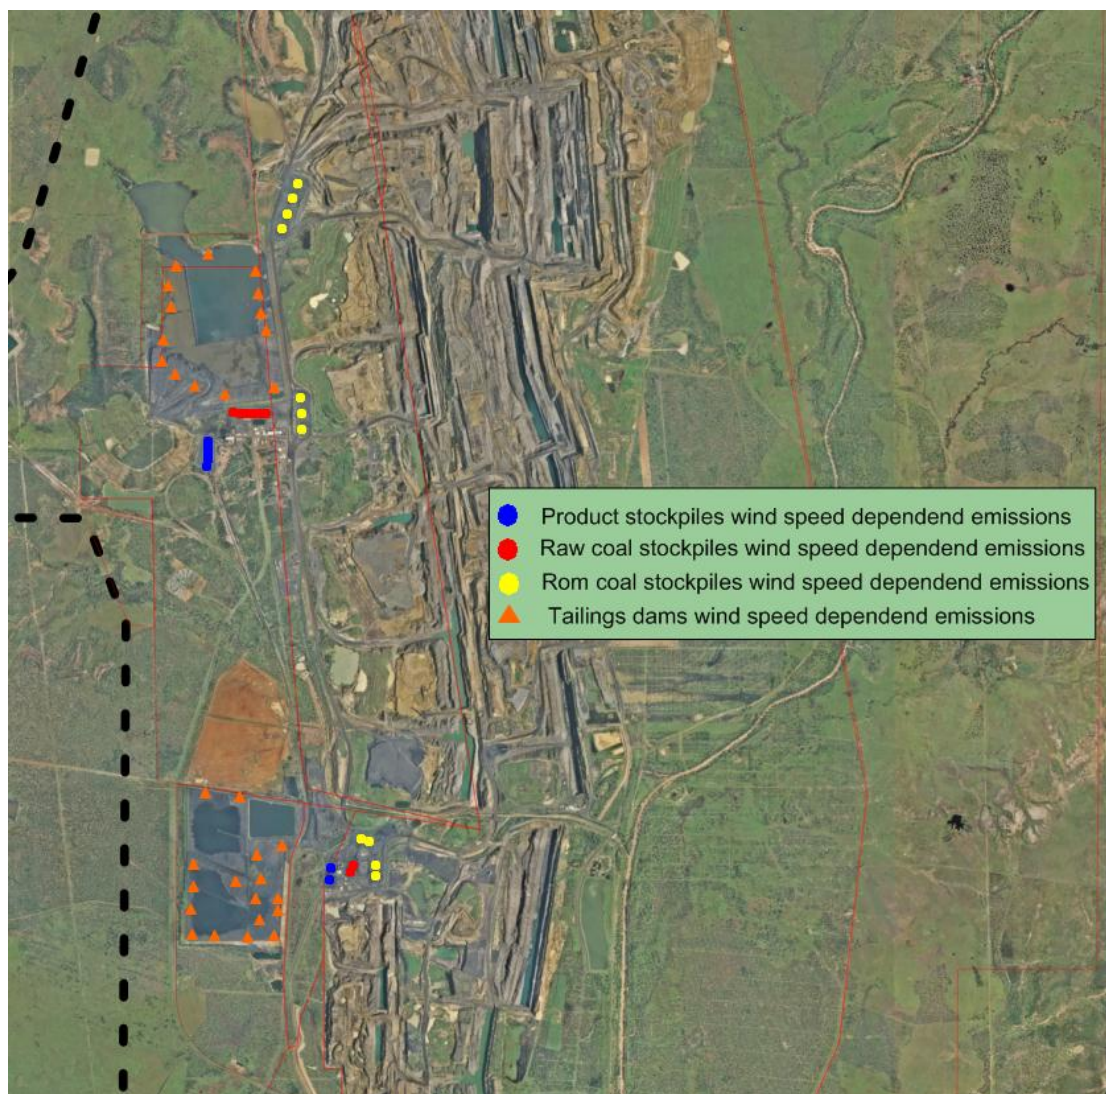 Product stockpiles wind speed dependend emissions
Raw coal stockpiles wind speed dependend emissions
Rom coal stockpiles wind speed dependend emissions
Tailings dams wind speed dependend emissions